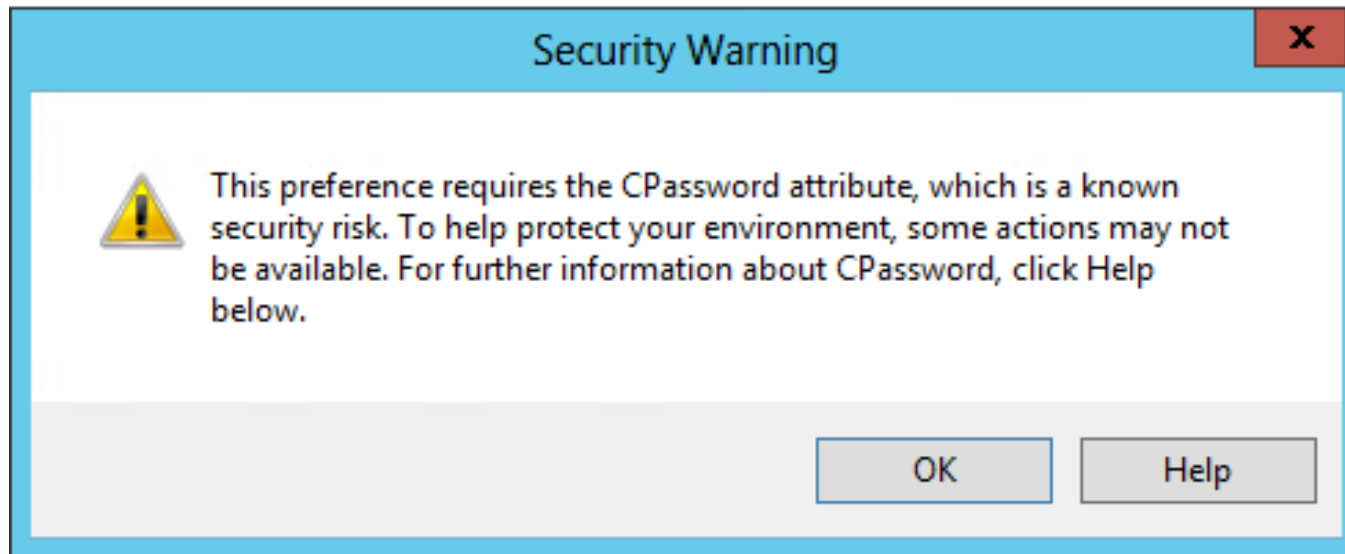 Security Warning
This preference requires the CPassword attribute, which is a known
security risk. To help protect your environment, some actions may not
be available. For further information about CPassword, click Help
below.
OK
Help